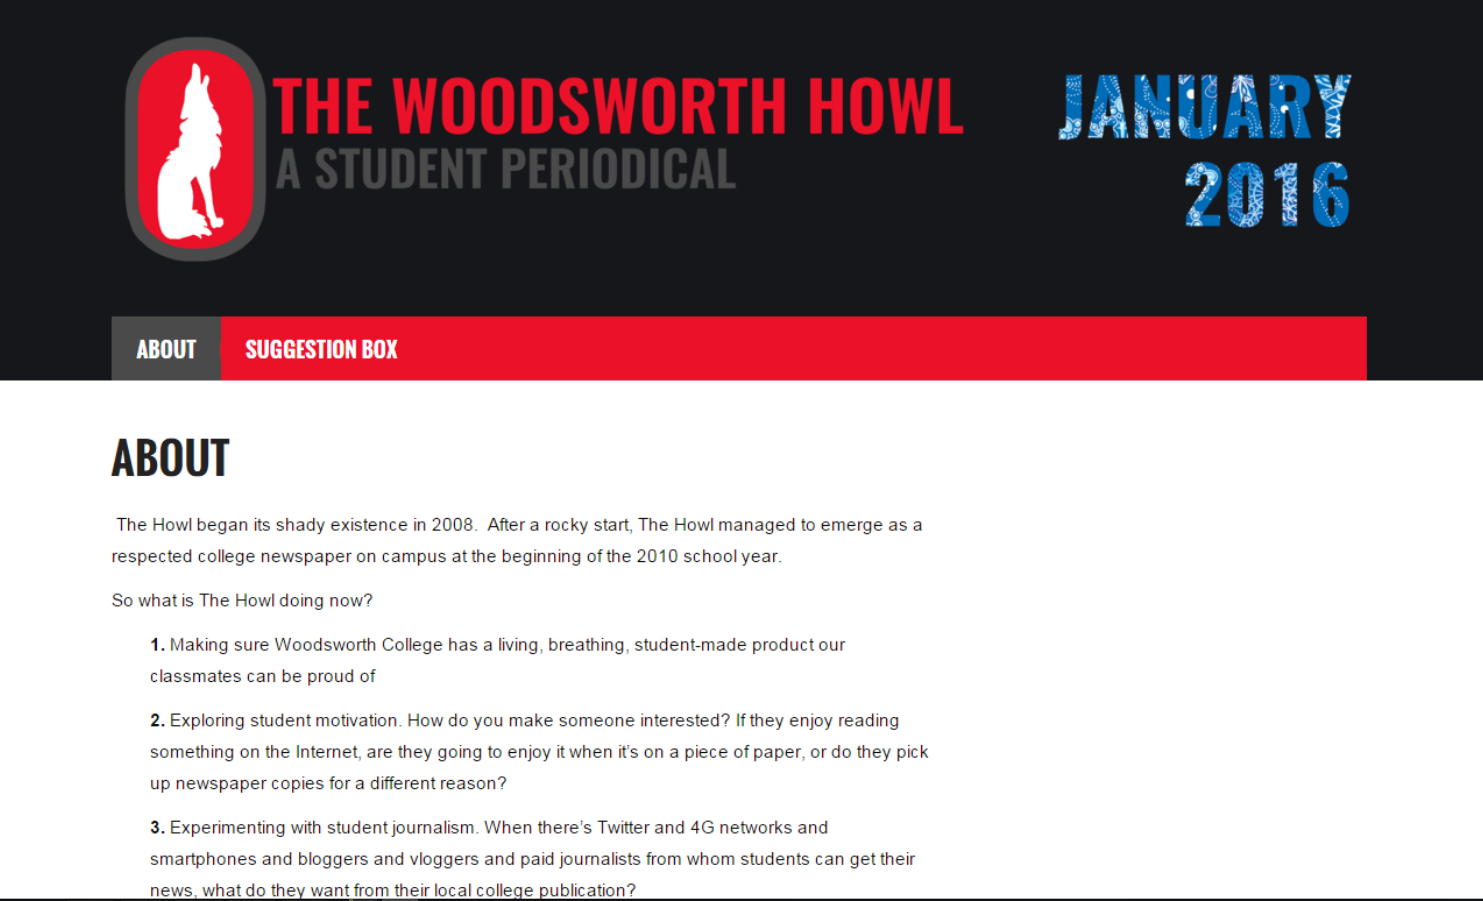 THE WOODSWORTH HOWL
A STUDENT PERIODICAL
JANUARY
2016
ABOUT
SUGGESTION BOX
ABOUT
The Howl began its shady existence in 2008.  After a rocky start, The Howl managed to emerge as a
respected college newspaper on campus at the beginning of the 2010 school year.
So what is The Howl doing now?
1. Making sure Woodsworth College has a living, breathing, student-made product our
classmates can be proud of
2. Exploring student motivation. How do you make someone interested? If they enjoy reading
something on the Internet, are they going to enjoy it when it’s on a piece of paper, or do they pick
up newspaper copies for a different reason?
3. Experimenting with student journalism. When there’s Twitter and 4G networks and
smartphones and bloggers and vloggers and paid journalists from whom students can get their
news, what do they want from their local college publication?